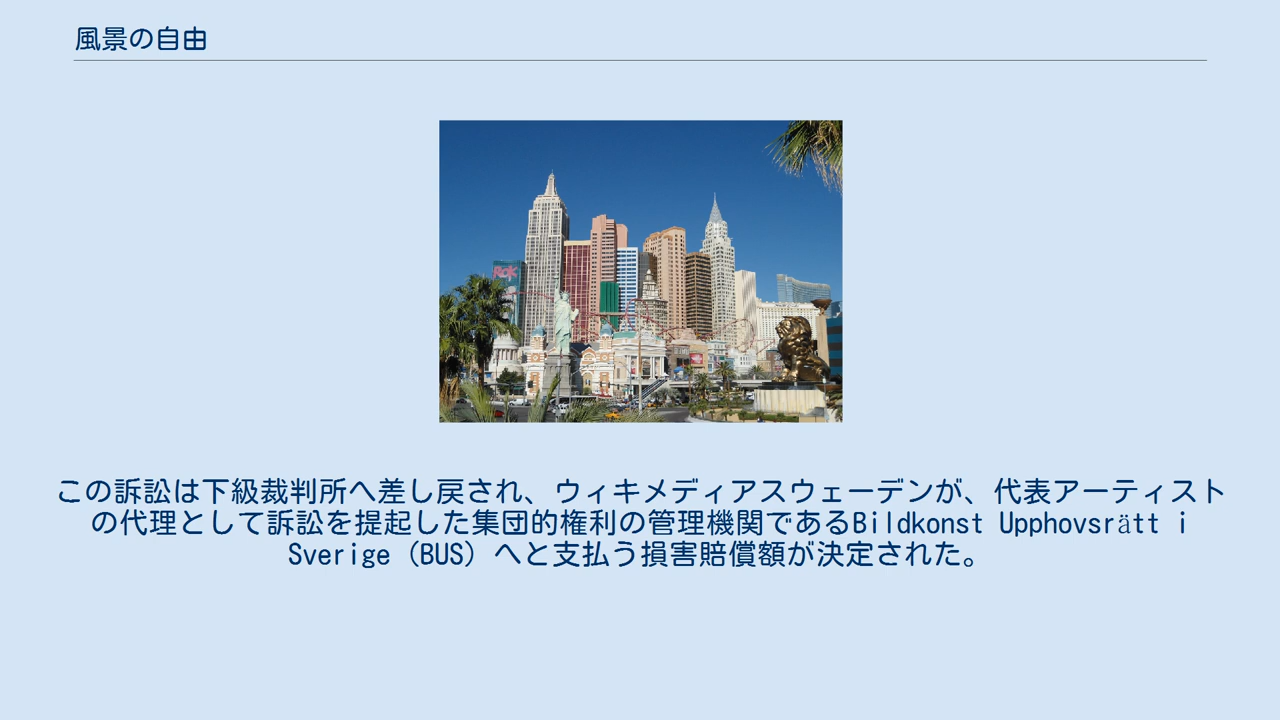 風景の自由
ROK
この訴訟は下級裁判所へ差し戻され、ウィキメディアスウェーデンが、代表アーティスト
の代理として訴訟を提起した集団的権利の管理機関であるBildkonst Upphovsrätt i
Sverige（BUS）へと支払う損害賠償額が決定された。